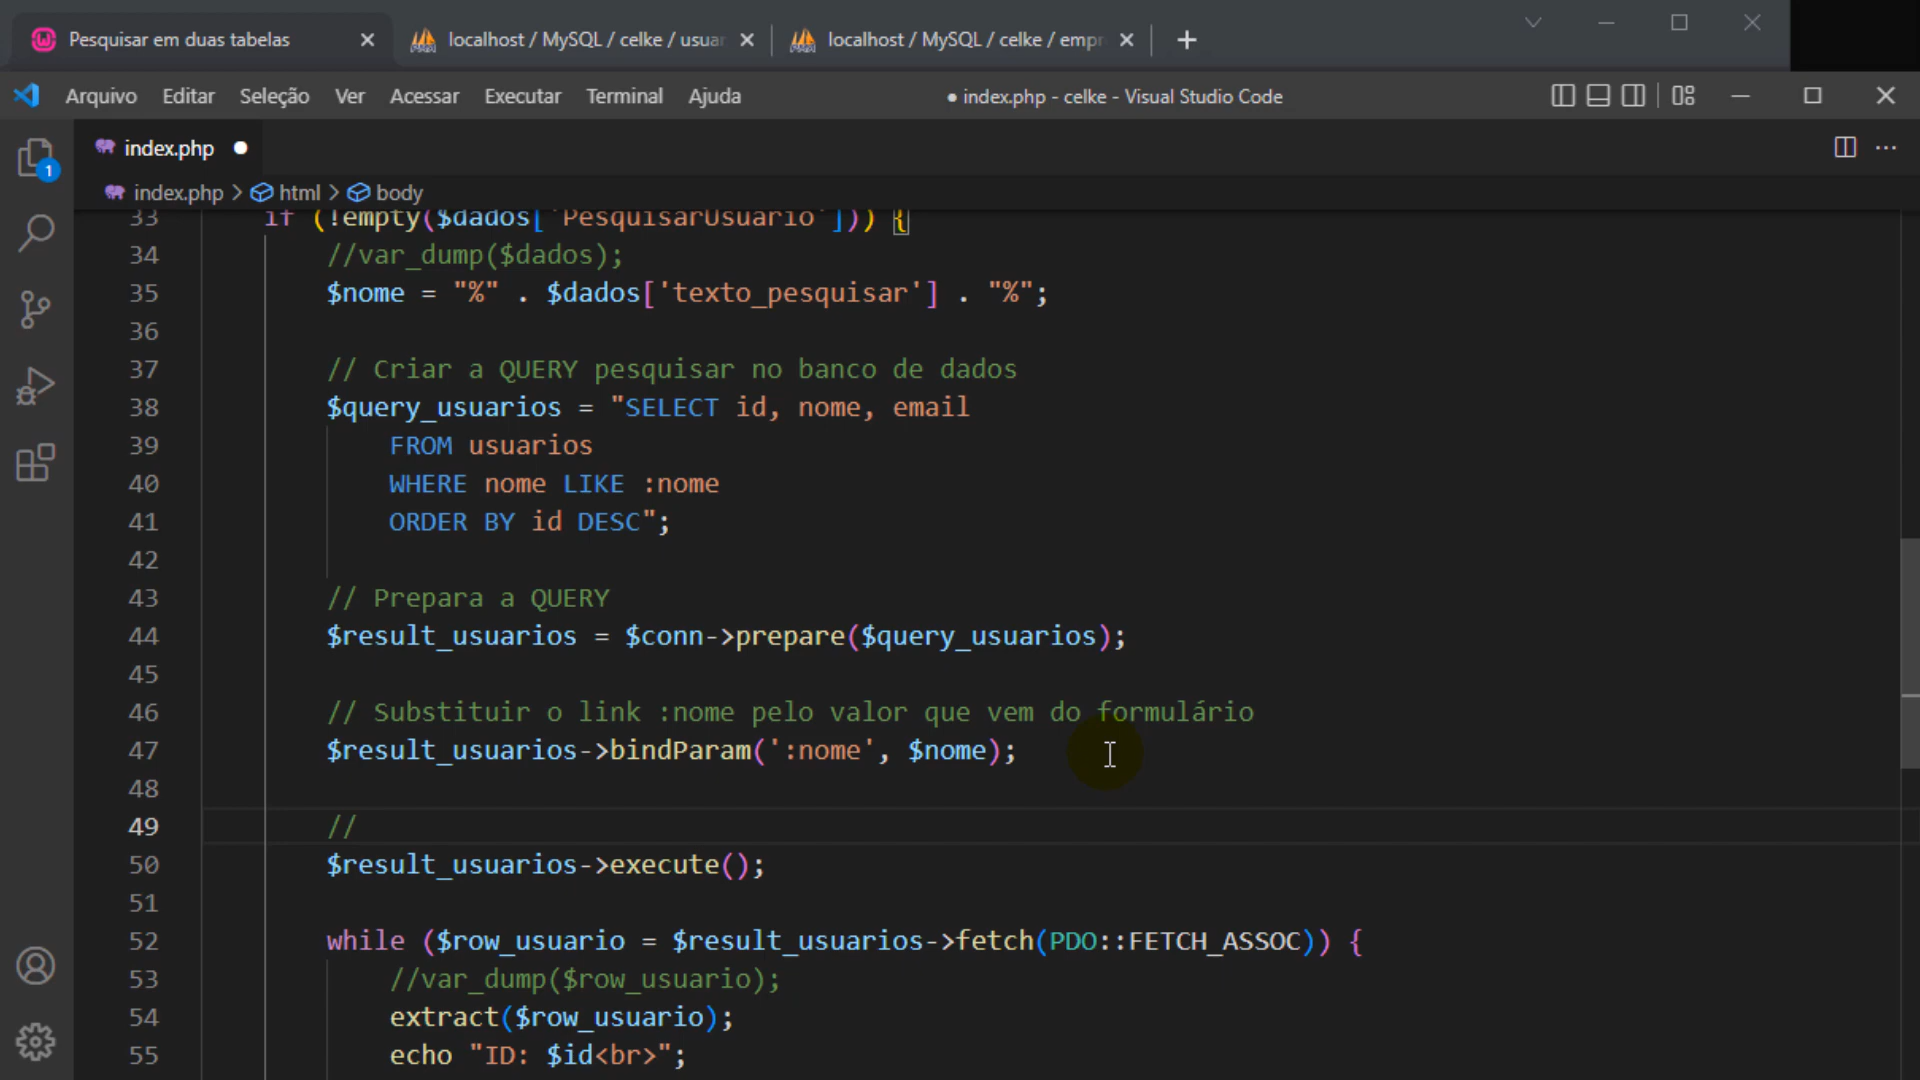 Pesquisar em duas tabelas
localhost / MySQL / celke / usuar
localhost / MySQL / celke / empr
Arquivo Editar Seleção Ver Acessar Executar Terminal Ajuda
● index.php - celke - Visual Studio Code
1
index.php
index.php > html > body
33 if (!empty($dados['PesquisarUsuario'])) {
34 //var_dump($dados);
35 $nome = "%" . $dados['texto_pesquisar'] . "%";
36
37 // Criar a QUERY pesquisar no banco de dados
38 $query_usuarios = "SELECT id, nome, email
39 FROM usuarios
40 WHERE nome LIKE :nome
41 ORDER BY id DESC";
42
43 // Prepara a QUERY
44 $result_usuarios = $conn->prepare($query_usuarios);
45
46 // Substituir o link :nome pelo valor que vem do formulário
47 $result_usuarios->bindParam(':nome', $nome);
48
49 //
50 $result_usuarios->execute();
51
52 while ($row_usuario = $result_usuarios->fetch(PDO::FETCH_ASSOC)) {
53 //var_dump($row_usuario);
54 extract($row_usuario);
55 echo "ID: $id<br>";